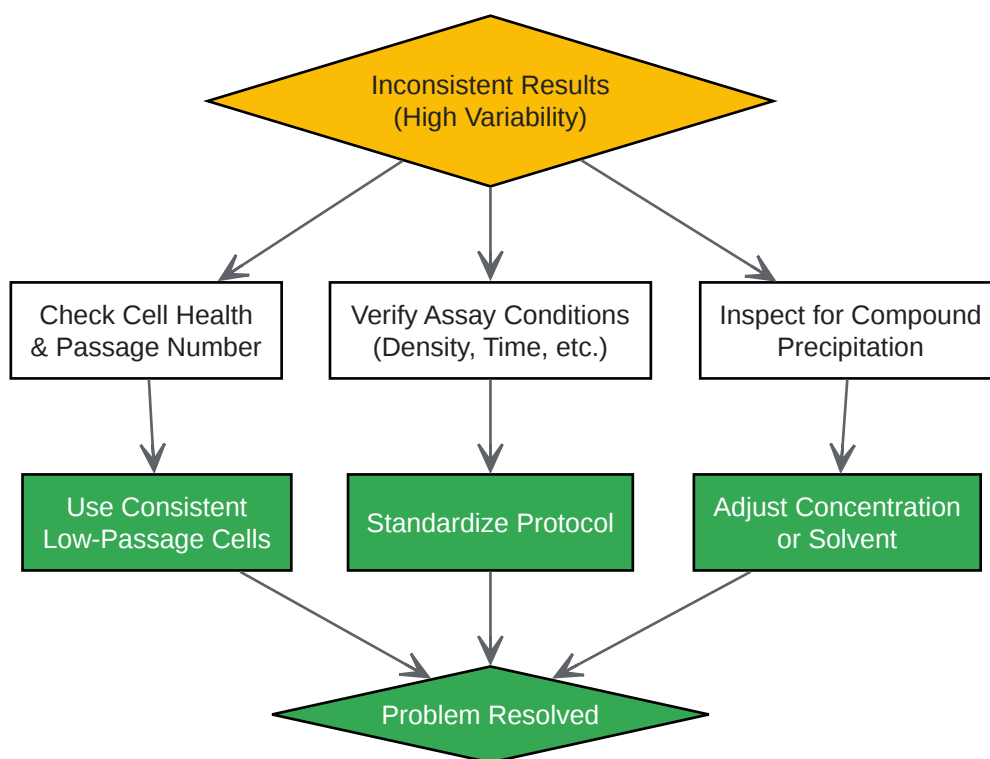 Inconsistent Results
(High Variability)
Check Cell Health
& Passage Number
Verify Assay Conditions
(Density, Time, etc.)
Inspect for Compound
Precipitation
Use Consistent
Low-Passage Cells
Standardize Protocol
Adjust Concentration
or Solvent
Problem Resolved